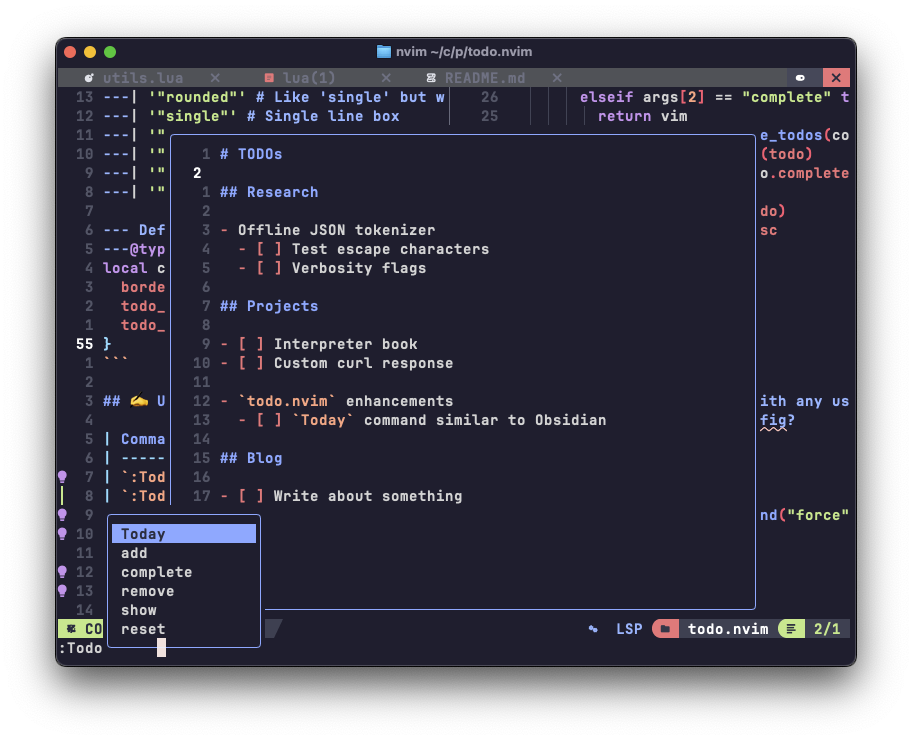 nvim ~/c/p/todo.nvim
utils.lua
lua(1)
README.md
13 ---| '"rounded"' # Like 'single' but w
12 ---| '"single"' # Single line box
11 ---| '"
10 ---| '"
9 ---| '"
8 ---| '"
7
6 --- Def
5 ---@typ
4 local c
3 borde
2 todo_
1 todo_
55 }
1 ```
2
3 ## ✍️ U
4
5 | Comma
6 | -----
7 | `:Tod
8 | `:Tod
9
10
11
12
13
14
26 elseif args[2] == "complete" t
25 return vim
e_todos(co
(todo)
o.complete
do)
sc
ith any us
fig?
nd("force"
1 # TODOs
2
1 ## Research
2
3 - Offline JSON tokenizer
4 - [ ] Test escape characters
5 - [ ] Verbosity flags
6
7 ## Projects
8
9 - [ ] Interpreter book
10 - [ ] Custom curl response
11
12 - `todo.nvim` enhancements
13 - [ ] `Today` command similar to Obsidian
14
15 ## Blog
16
17 - [ ] Write about something
Today
add
complete
remove
show
reset
CO
LSP
todo.nvim
2/1
:Todo